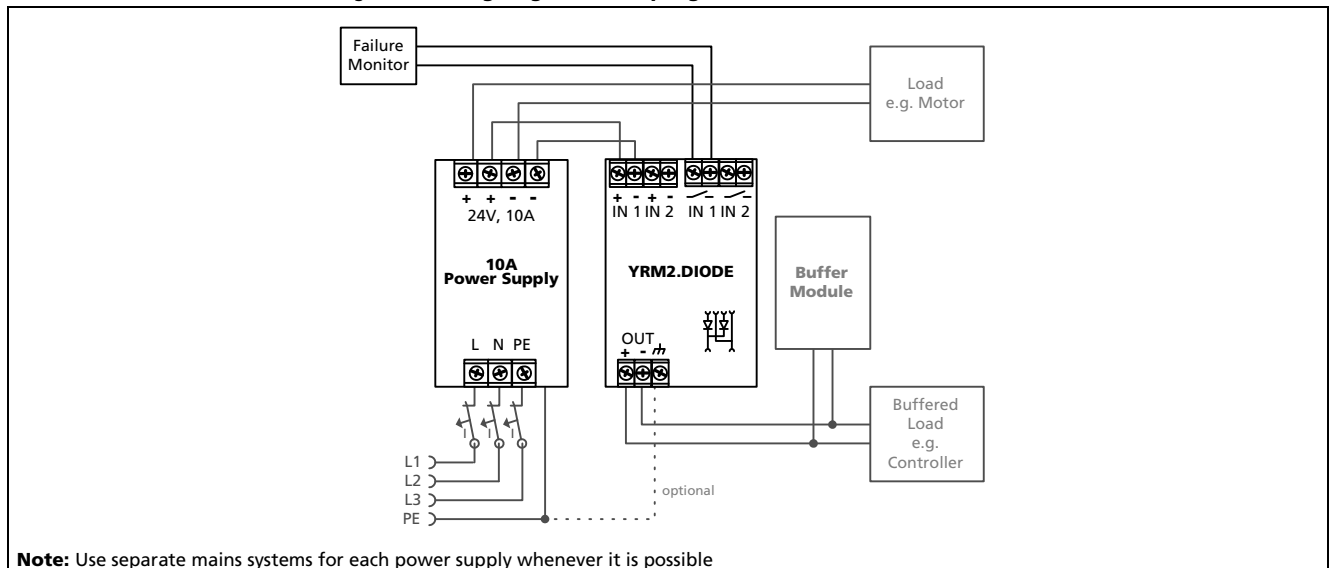 Failure
Monitor
Load
e.g. Motor
+ + - -
24V, 10A
10A
Power Supply
L N PE
+ - + -
IN 1 IN 2 IN 1 IN 2
YRM2.DIODE
OUT
+ -
Buffer
Module
Buffered
Load
e.g.
Controller
I I I
L1
L2
L3
PE
optional
Note: Use separate mains systems for each power supply whenever it is possible